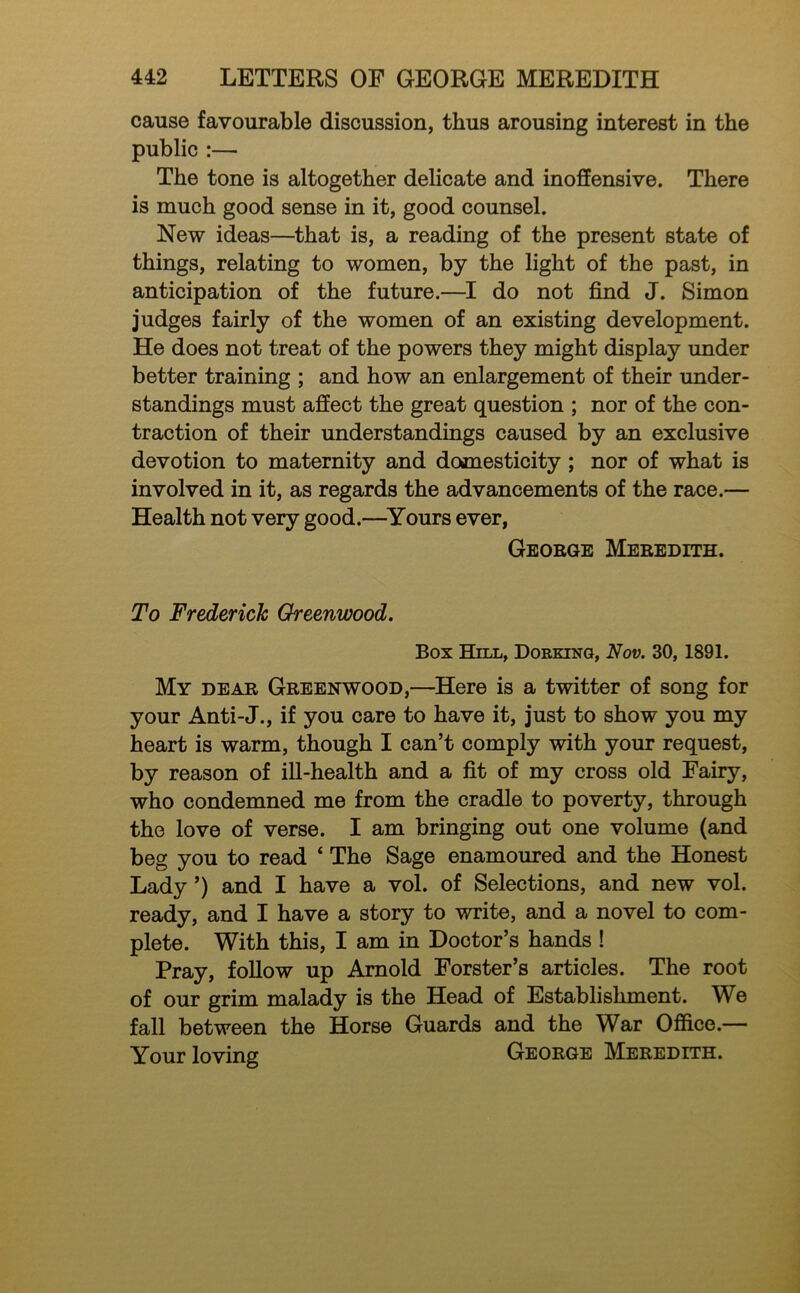 442 LETTERS OF GEORGE MEREDITH
cause favourable discussion, thus arousing interest in the
public :—
The tone is altogether delicate and inoffensive. There
is much good sense in it, good counsel.
New ideas—that is, a reading of the present state of
things, relating to women, by the light of the past, in
anticipation of the future.—I do not find J. Simon
judges fairly of the women of an existing development.
He does not treat of the powers they might display under
better training ; and how an enlargement of their under-
standings must affect the great question ; nor of the con-
traction of their understandings caused by an exclusive
devotion to maternity and domesticity ; nor of what is
involved in it, as regards the advancements of the race.—
Health not very good.—Yours ever,
GEORGE MEREDITH.
To Frederick Greenwood.
BOX HILL, DORKING, Nov. 30, 1891.
MY DEAR GREENWOOD,—Here is a twitter of song for
your Anti-J., if you care to have it, just to show you my
heart is warm, though I can't comply with your request,
by reason of ill-health and a fit of my cross old Fairy,
who condemned me from the cradle to poverty, through
the love of verse. I am bringing out one volume (and
beg you to read ‘ The Sage enamoured and the Honest
Lady ’) and I have a vol. of Selections, and new vol.
ready, and I have a story to write, and a novel to com-
plete. With this, I am in Doctor's hands !
Pray, follow up Arnold Forster's articles. The root
of our grim malady is the Head of Establishment. We
fall between the Horse Guards and the War Office.—
Your loving GEORGE MEREDITH.